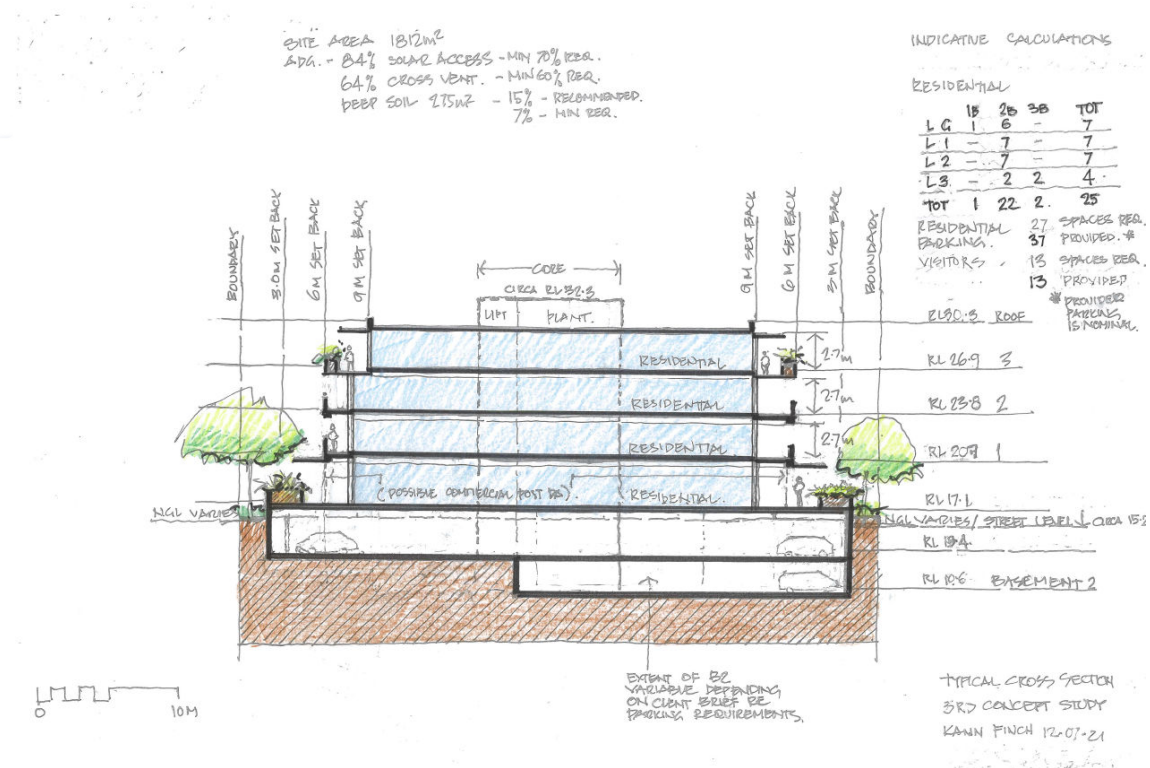 SITE AREA 1812m²
ADG. - 84% SOLAR ACCESS - MIN 70% REQ.
64% CROSS VENT. - MIN 60% REQ.
DEEP SOIL 275m² - 15% - RECOMMENDED.
7% - MIN REQ.
INDICATIVE CALCULATIONS
RESIDENTIAL
1B 2B 3B TOT
LG 1 6 - 7
L1 - 7 - 7
L2 - 7 - 7
L3 - 2 2 4
TOT 1 22 2. 25
RESIDENTIAL PARKING. 27 SPACES REQ.
37 PROVIDED.*
VISITORS 13 SPACES REQ.
13 PROVIDED
* PROVIDED
PARKING
IS NOMINAL.
BOUNDARY
3.0M SETBACK
6M SET BACK
9M SET BACK
9M SET BACK
6M SET BACK
3M SET BACK
BOUNDARY
CORE
CIRCA RL 32.3
LIFT PLANT.
RL30.3 ROOF
RESIDENTIAL 2.7m RL 26.9 3
RESIDENTIAL 2.7m RL 23.8 2
RESIDENTIAL 2.7m RL 20.7 1
(POSSIBLE COMMERCIAL POST DA). RESIDENTIAL. RL 17.1
NGL VARIES
NGL VARIES/ STREET LEVEL CIRCA
RL 10.6 BASEMENT 2
EXTENT OF B2
VARIABLE DEPENDING
ON CLIENT BRIEF RE
PARKING REQUIREMENTS.
0 10M
TYPICAL CROSS SECTION
3RD CONCEPT STUDY
KANN FINCH 12.07.21